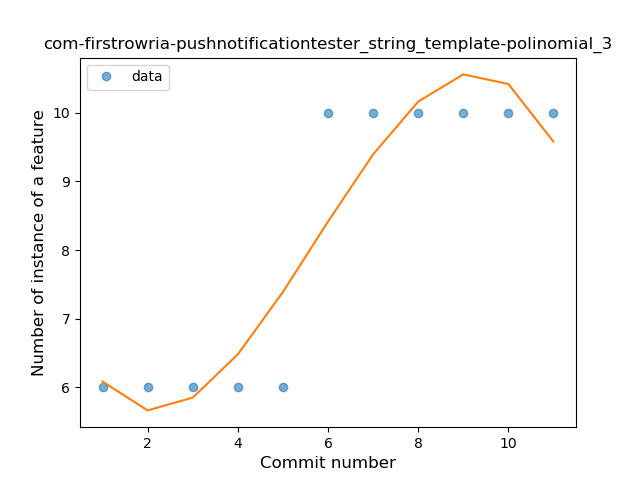 com-firstrowria-pushnotificationtester_string_template-polinomial_3
data
Number of instance of a feature
10
9
8
7
6
2
4
6
8
10
Commit number